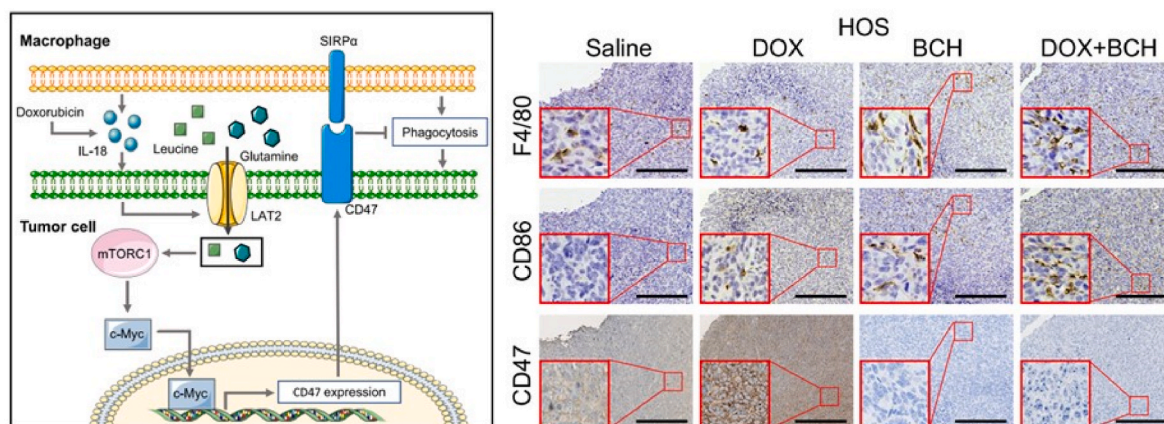 Macrophage
SIRPα
Doxorubicin
IL-18
Leucine
Glutamine
Phagocytosis
LAT2
CD47
Tumor cell
mTORC1
c-Myc
c-Myc
CD47 expression
HOS
Saline DOX BCH DOX+BCH
F4/80
CD86
CD47